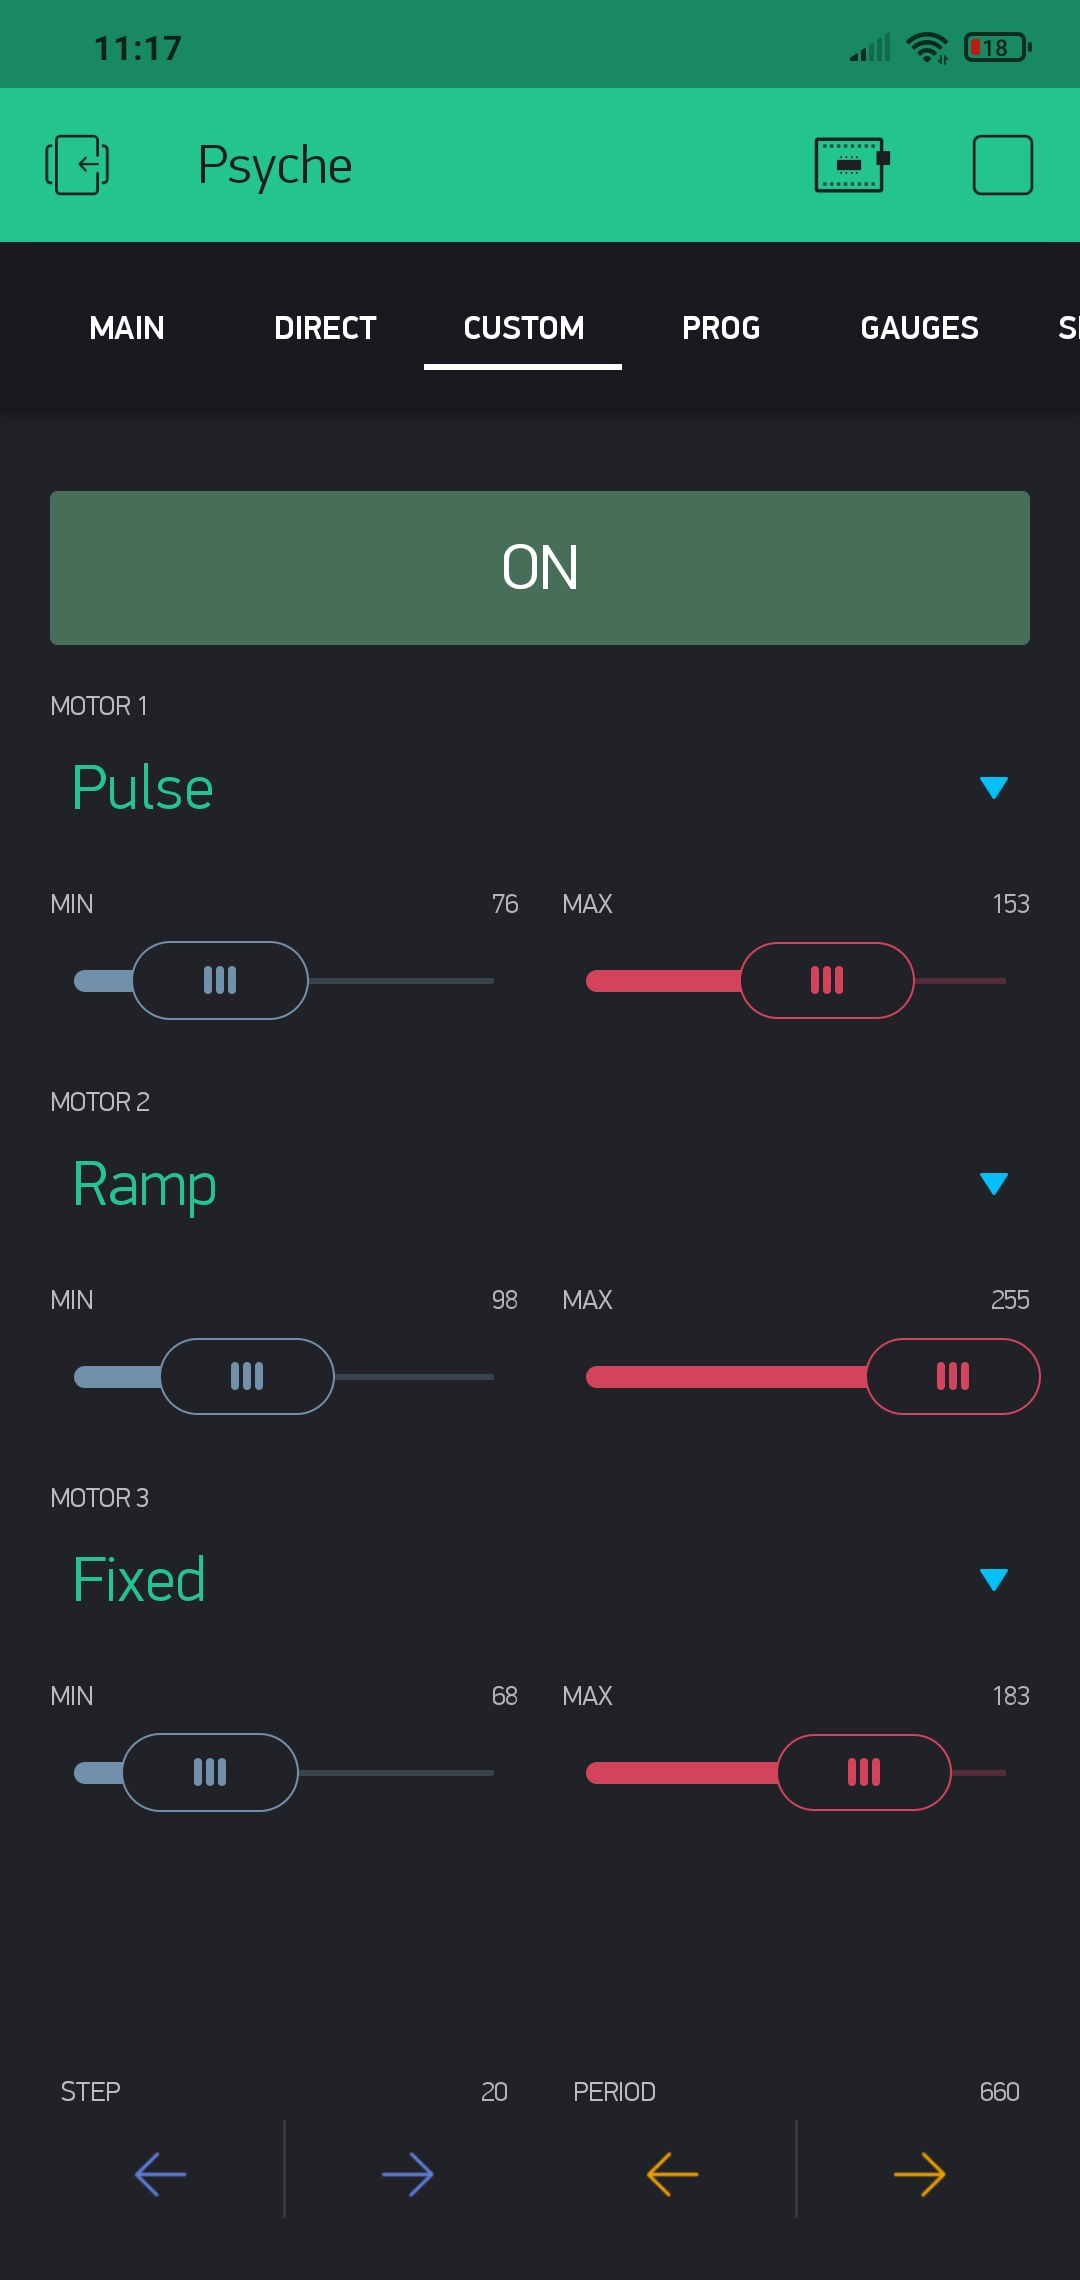 11:17 18
Psyche
MAIN DIRECT CUSTOM PROG GAUGES
ON
MOTOR 1
Pulse
MIN 76 MAX 153
MOTOR 2
Ramp
MIN 98 MAX 255
MOTOR 3
Fixed
MIN 68 MAX 183
STEP 20 PERIOD 660